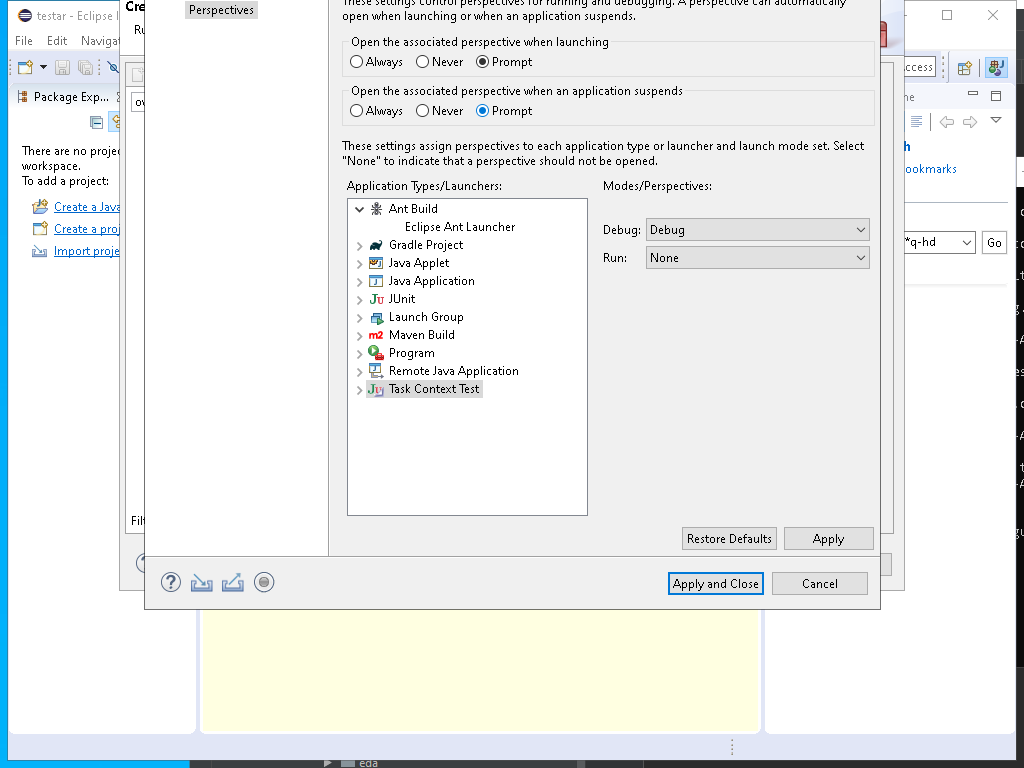 testar - Eclipse I
File
Edit
Navigat
Package Exp...
There are no proje
workspace.
To add a project:
Create a Java
Create a proj
Import proje
Cre
Ru
ov
Filt
Perspectives
These settings control perspectives for running and debugging. A perspective can automatically
open when launching or when an application suspends.
Open the associated perspective when launching
Always
Never
Prompt
Open the associated perspective when an application suspends
Always
Never
Prompt
These settings assign perspectives to each application type or launcher and launch mode set. Select
"None" to indicate that a perspective should not be opened.
Application Types/Launchers:
Ant Build
Eclipse Ant Launcher
Gradle Project
Java Applet
Java Application
JUnit
Launch Group
Maven Build
Program
Remote Java Application
Task Context Test
Modes/Perspectives:
Debug: Debug
Run: None
Restore Defaults
Apply
Apply and Close
Cancel
ccess
ne
h
ookmarks
*q-hd
Go
eda